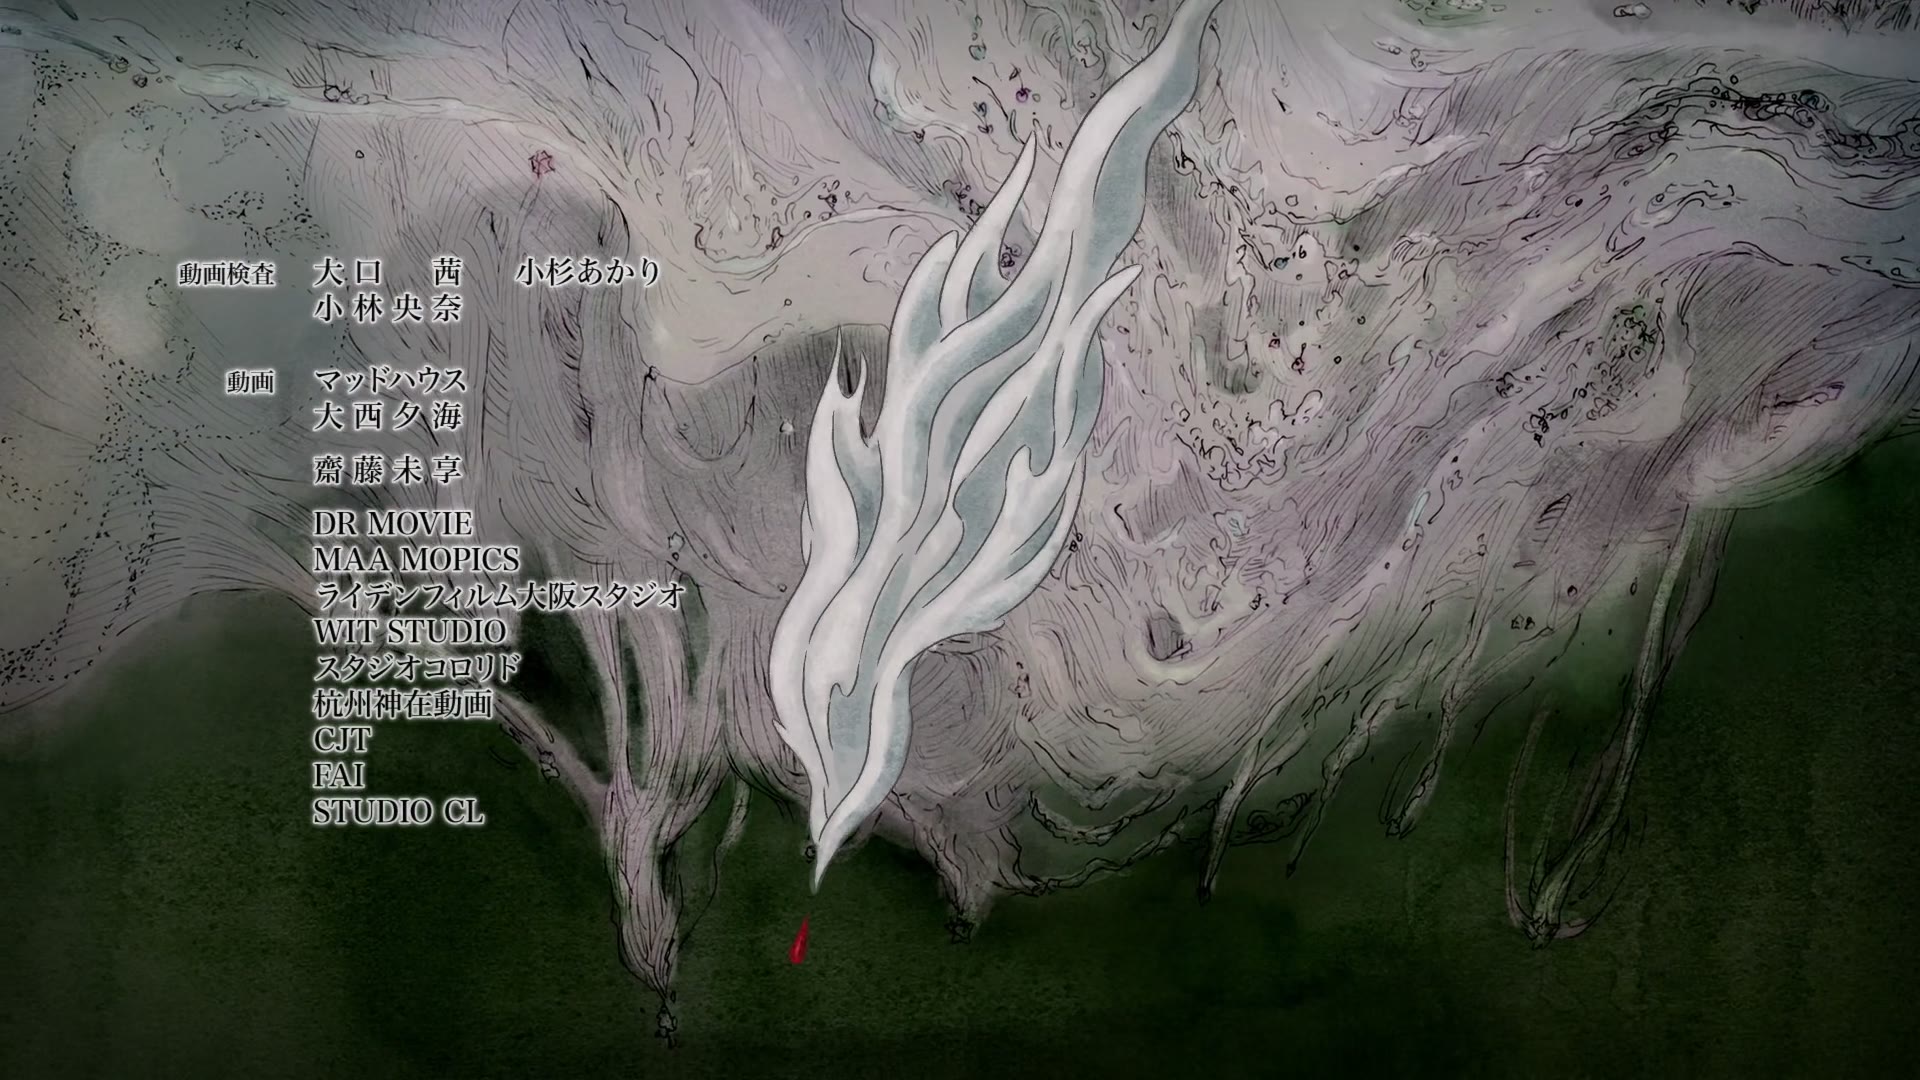 動画検査 大口 茜 小杉あかり
小林央奈
動画 マッドハウス
大西夕海
齋藤未享
DR MOVIE
MAA MOPICS
ライデンフィルム大阪スタジオ
WIT STUDIO
スタジオコロリド
杭州神在動画
CJT
FAI
STUDIO CL